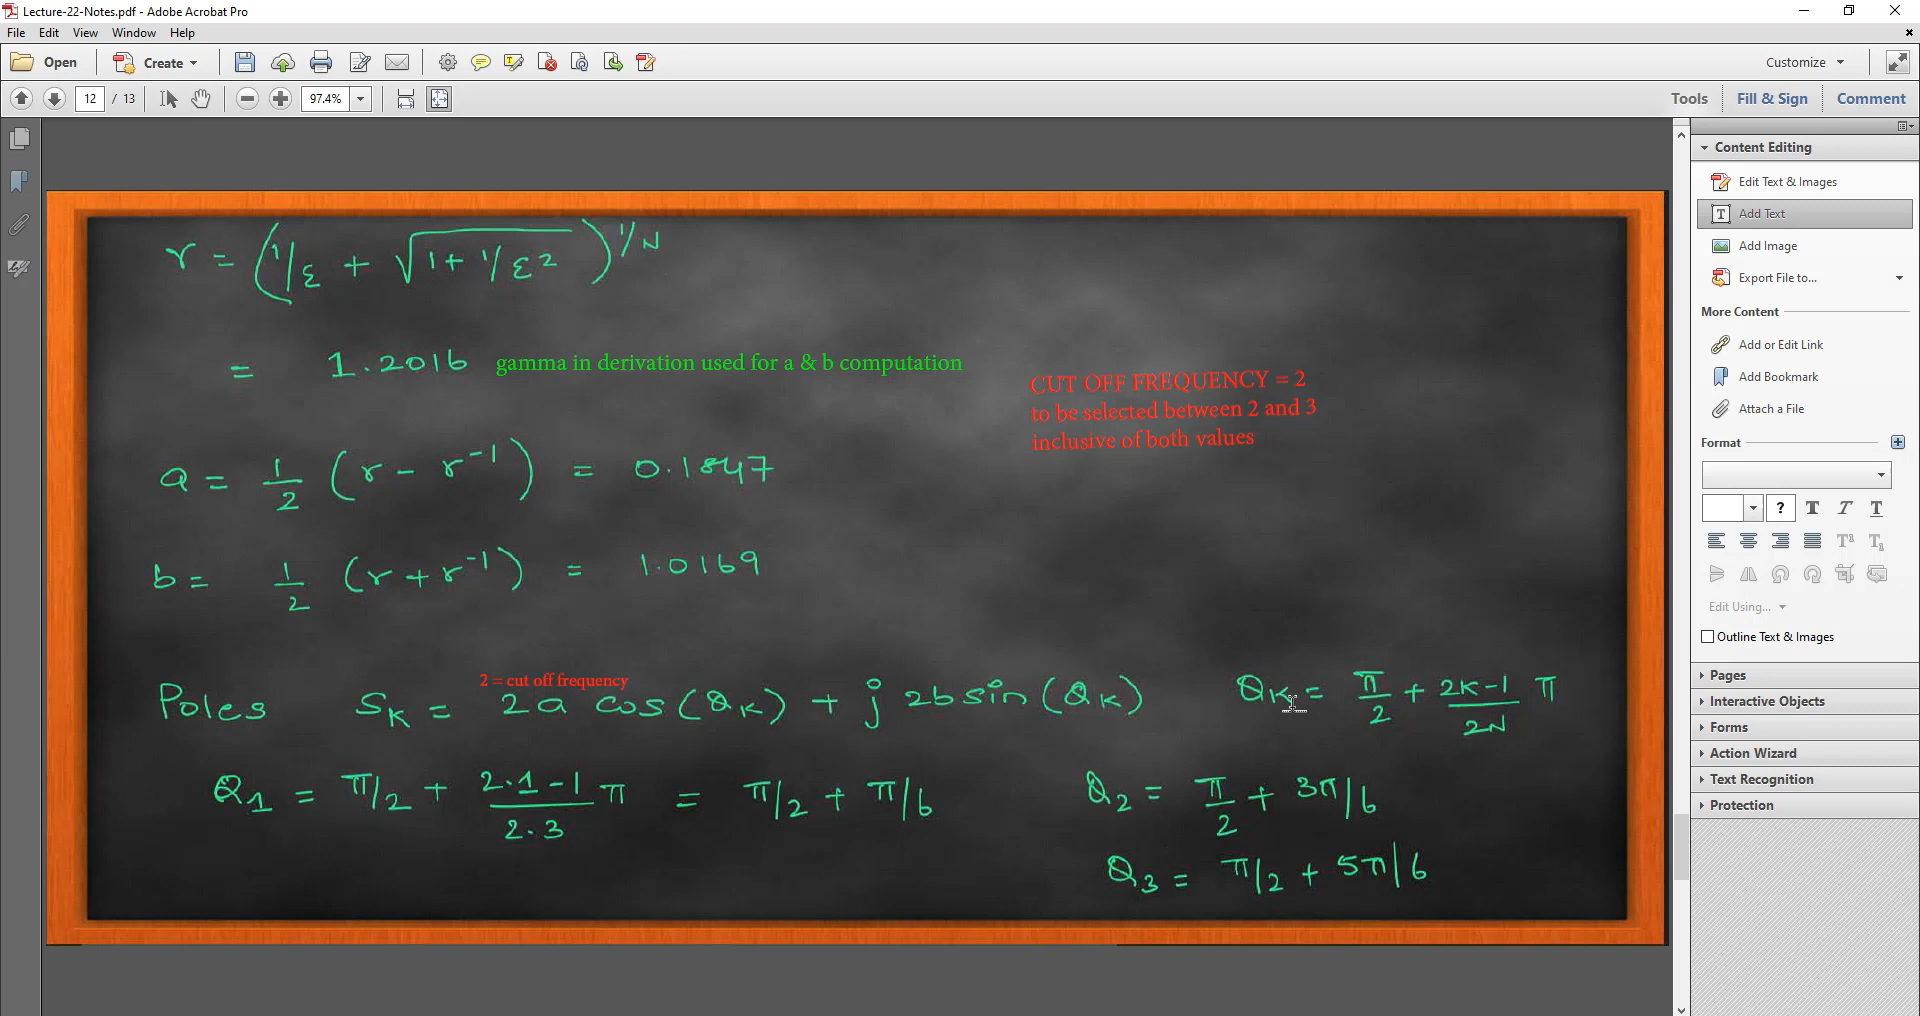 Lecture-22-Notes.pdf - Adobe Acrobat Pro
File Edit View Window Help
Open Create Customize
12 / 13 97.4% Tools Fill & Sign Comment
r = (1/ε + √(1 + 1/ε²))^1/N
= 1.2016 gamma in derivation used for a & b computation
CUT OFF FREQUENCY = 2
to be selected between 2 and 3
inclusive of both values
a = 1/2 (r - r⁻¹) = 0.1847
b = 1/2 (r + r⁻¹) = 1.0169
2 = cut off frequency
Poles S_K = 2a cos(Q_K) + j 2b sin(Q_K) Q_K = π/2 + (2K-1)/2N π
Q_1 = π/2 + (2·1-1)/(2·3) π = π/2 + π/6 Q_2 = π/2 + 3π/6
Q_3 = π/2 + 5π/6
Content Editing
Edit Text & Images
Add Text
Add Image
Export File to...
More Content
Add or Edit Link
Add Bookmark
Attach a File
Format
Edit Using...
Outline Text & Images
Pages
Interactive Objects
Forms
Action Wizard
Text Recognition
Protection